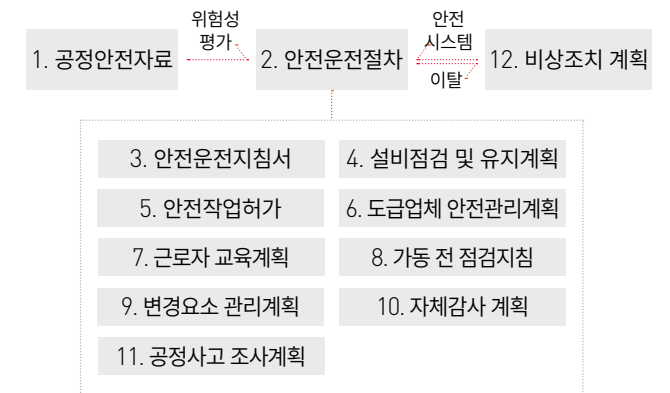 위험성
평가
안전
시스템
1. 공정안전자료
2. 안전운전절차
12. 비상조치 계획
이탈
3. 안전운전지침서
4. 설비점검 및 유지계획
5. 안전작업허가
6. 도급업체 안전관리계획
7. 근로자 교육계획
8. 가동 전 점검지침
9. 변경요소 관리계획
10. 자체감사 계획
11. 공정사고 조사계획